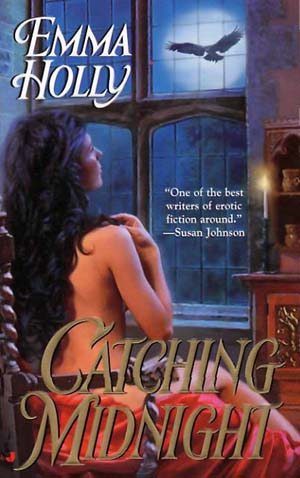 EMMA
HOLLY
“One of the best
writers of erotic
fiction around.”
—Susan Johnson
CATCHING
MIDNIGHT
J